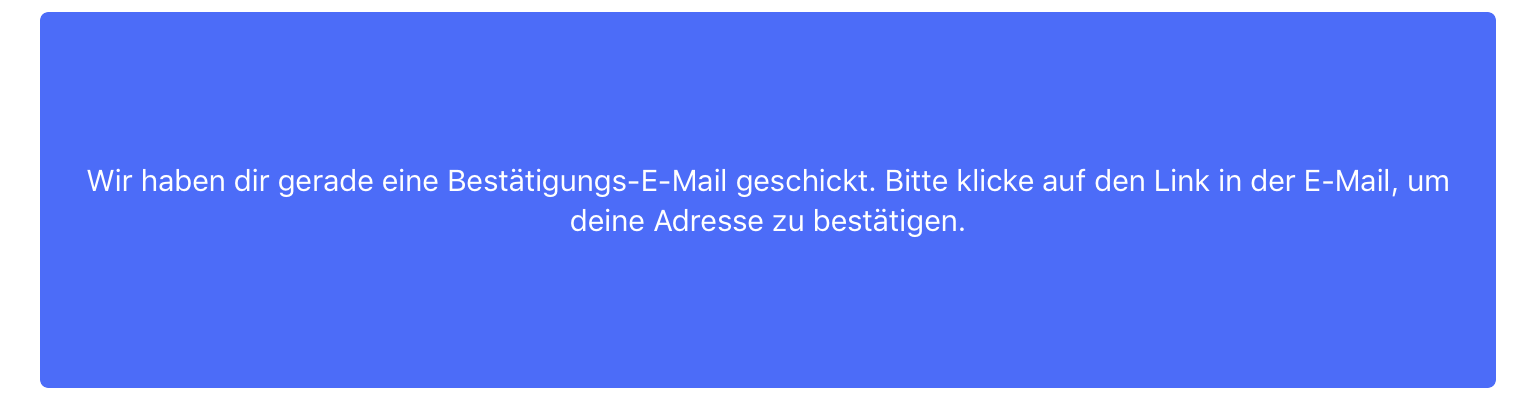 Wir haben dir gerade eine Bestätigungs-E-Mail geschickt. Bitte klicke auf den Link in der E-Mail, um
deine Adresse zu bestätigen.